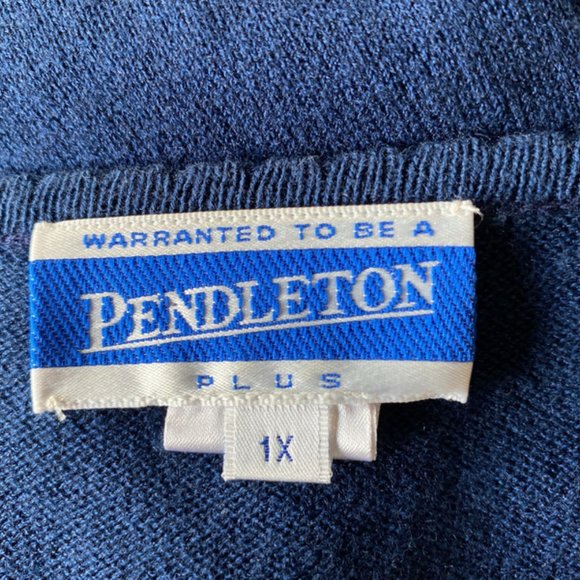 WARRANTED TO BE A
PENDLETON
PLUS
1X